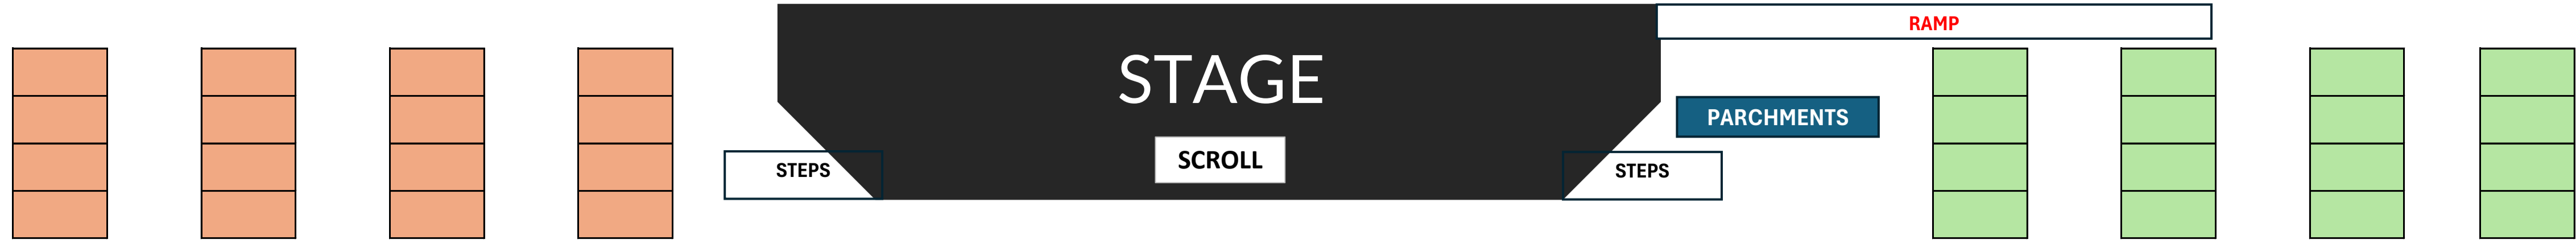 RAMP
STAGE
PARCHMENTS
SCROLL
STEPS
STEPS